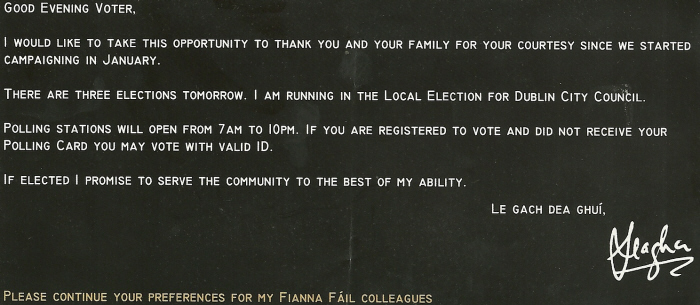 Good Evening Voter,
I would like to take this opportunity to thank you and your family for your courtesy since we started
campaigning in January.
There are three elections tomorrow. I am running in the Local Election for Dublin City Council.
Polling stations will open from 7am to 10pm. If you are registered to vote and did not receive your
Polling Card you may vote with valid ID.
If elected I promise to serve the community to the best of my ability.
Le gach dea ghuí,
Please continue your preferences for my Fianna Fáil colleagues